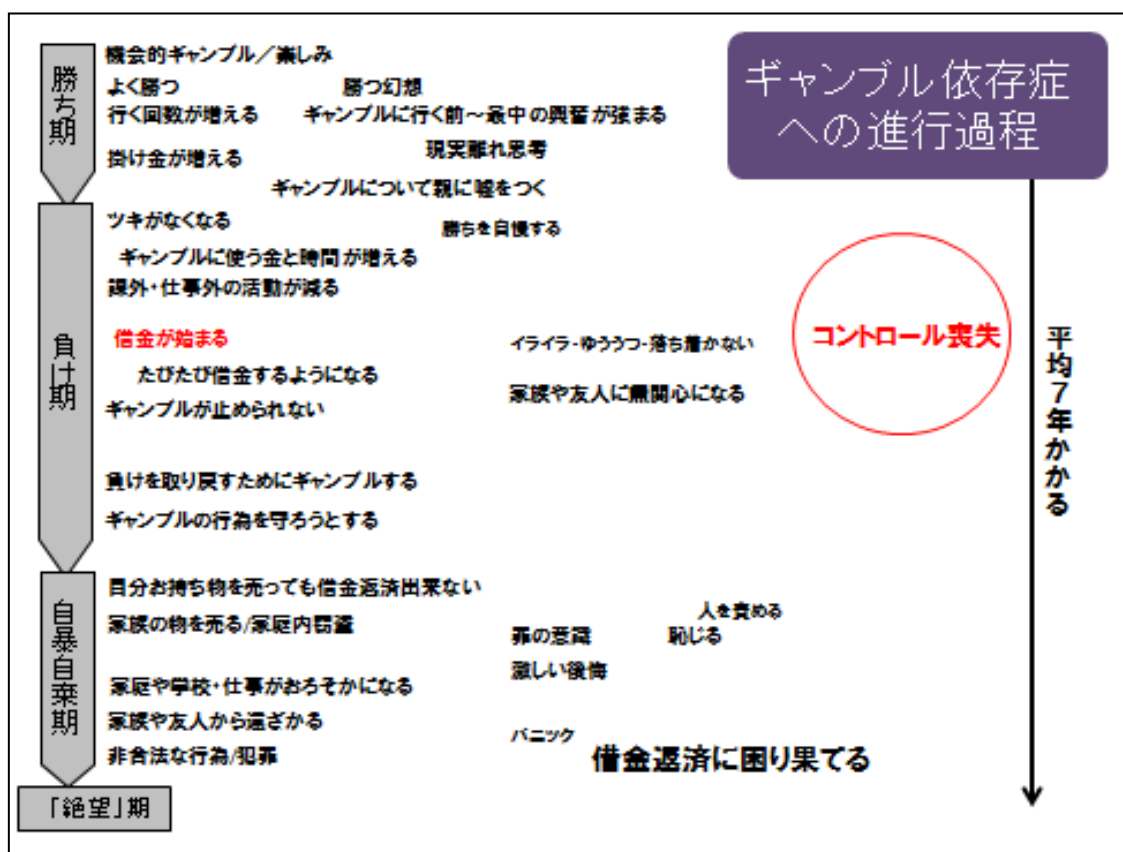 ギャンブル依存症
への進行過程
勝ち期
機会的ギャンブル／楽しみ
よく勝つ
勝つ幻想
行く回数が増える
ギャンブルに行く前～最中の興奮が強まる
掛け金が増える
現実離れ思考
ギャンブルについて親に嘘をつく
負け期
ツキがなくなる
勝ちを自慢する
ギャンブルに使う金と時間が増える
課外・仕事外の活動が減る
借金が始まる
イライラ・ゆううつ・落ち着かない
たびたび借金するようになる
家族や友人に無関心になる
ギャンブルが止められない
負けを取り戻すためにギャンブルする
ギャンブルの行為を守ろうとする
コントロール喪失
平均７年かかる
自暴自棄期
自分お持ち物を売っても借金返済出来ない
人を責める
家族の物を売る/家庭内窃盗
罪の意識
恥じる
激しい後悔
家庭や学校・仕事がおろそかになる
家族や友人から遠ざかる
パニック
非合法な行為/犯罪
借金返済に困り果てる
「絶望」期